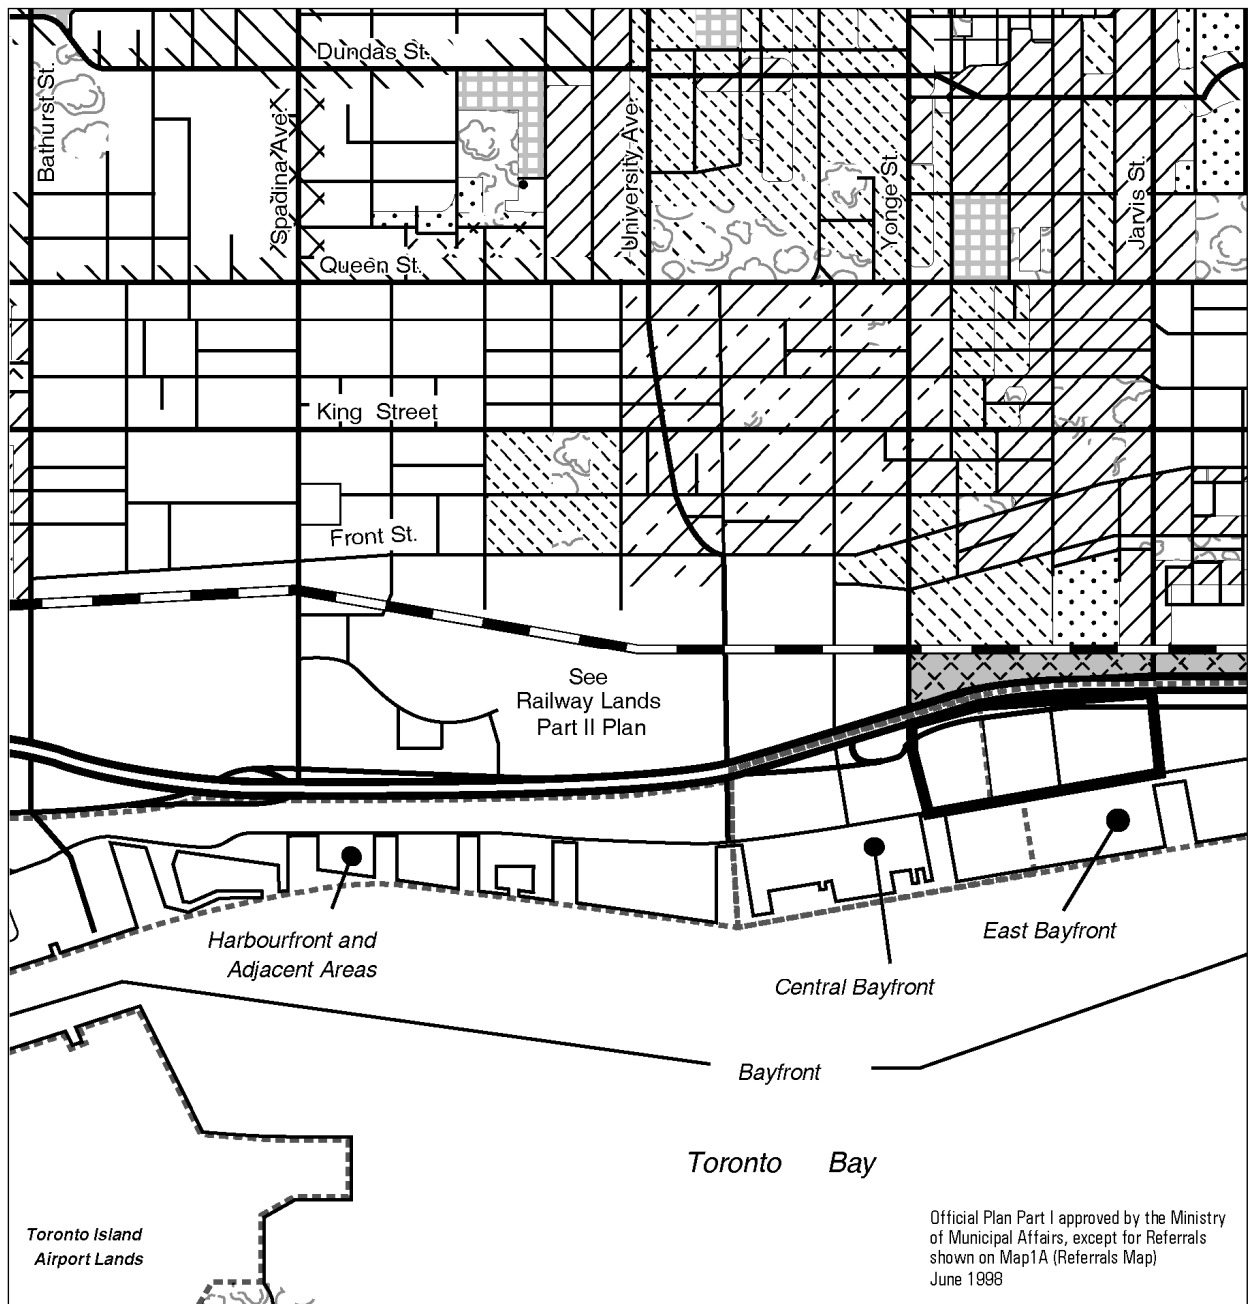 Dundas St.
Bathurst St.
Spadina Ave.
University Ave.
Yonge St.
Jarvis St.
Queen St.
King Street
Front St.
See
Railway Lands
Part II Plan
Harbourfront and
Adjacent Areas
East Bayfront
Central Bayfront
Bayfront
Toronto Bay
Toronto Island
Airport Lands
Official Plan Part I approved by the Ministry
of Municipal Affairs, except for Referrals
shown on Map1A (Referrals Map)
June 1998